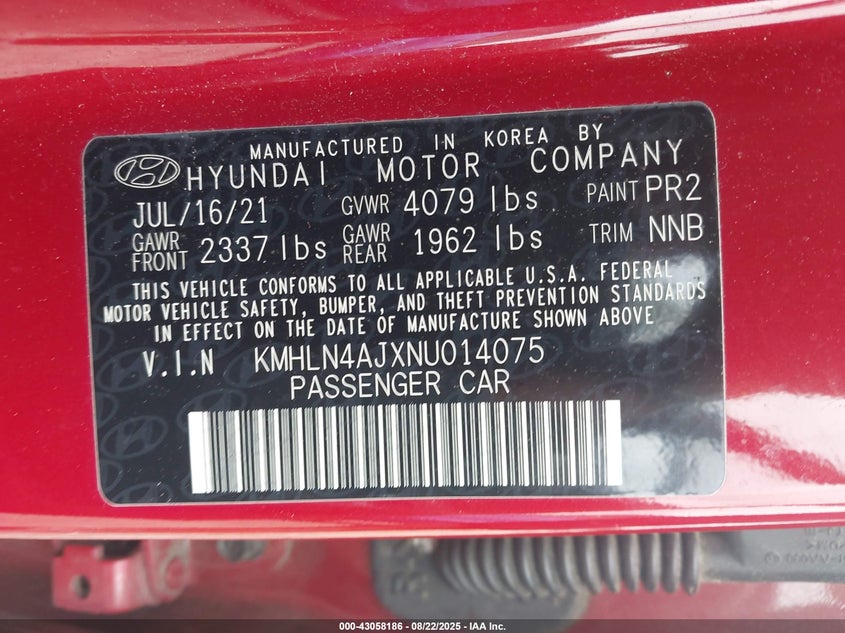 MANUFACTURED IN KOREA BY
HYUNDAI MOTOR COMPANY
JUL/16/21 GVWR 4079 lbs PAINT PR2
GAWR FRONT 2337 lbs GAWR REAR 1962 lbs TRIM NNB
THIS VEHICLE CONFORMS TO ALL APPLICABLE U.S.A. FEDERAL
MOTOR VEHICLE SAFETY, BUMPER, AND THEFT PREVENTION STANDARDS
IN EFFECT ON THE DATE OF MANUFACTURE SHOWN ABOVE
V.I.N KMHLN4AJXNU014075
PASSENGER CAR
000-43058186 - 08/22/2025 - IAA Inc.